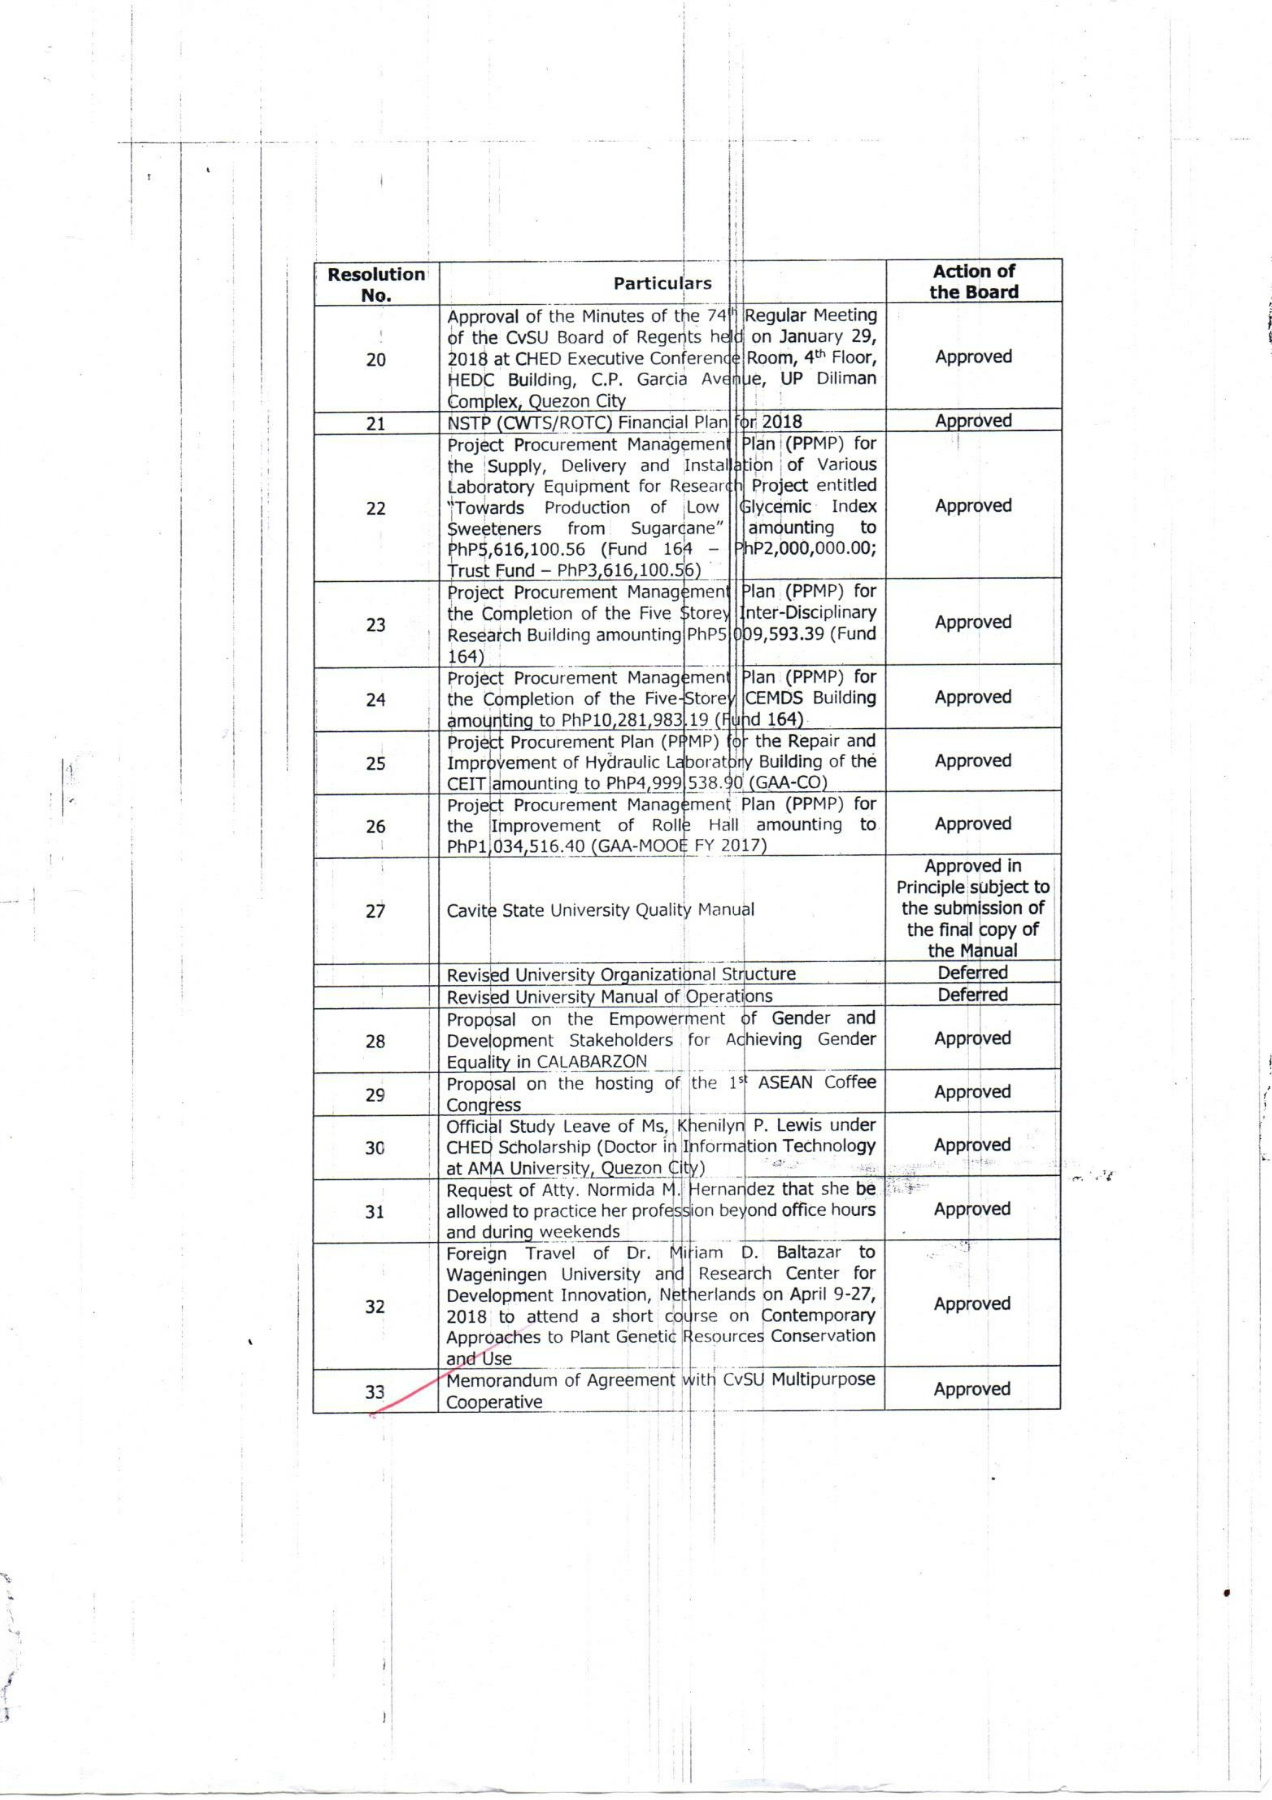 Resolution No.
Particulars
Action of the Board
20
Approval of the Minutes of the 74th Regular Meeting
of the CvSU Board of Regents held on January 29,
2018 at CHED Executive Conference Room, 4th Floor,
HEDC Building, C.P. Garcia Avenue, UP Diliman
Complex, Quezon City
Approved
21
NSTP (CWTS/ROTC) Financial Plan for 2018
Approved
22
Project Procurement Management Plan (PPMP) for
the Supply, Delivery and Installation of Various
Laboratory Equipment for Research Project entitled
"Towards Production of Low Glycemic Index
Sweeteners from Sugarcane" amounting to
PhP5,616,100.56 (Fund 164 – PhP2,000,000.00;
Trust Fund – PhP3,616,100.56)
Approved
23
Project Procurement Management Plan (PPMP) for
the Completion of the Five Storey Inter-Disciplinary
Research Building amounting PhP5,009,593.39 (Fund
164)
Approved
24
Project Procurement Management Plan (PPMP) for
the Completion of the Five-Storey CEMDS Building
amounting to PhP10,281,983.19 (Fund 164)
Approved
25
Project Procurement Plan (PPMP) for the Repair and
Improvement of Hydraulic Laboratory Building of the
CEIT amounting to PhP4,999,538.90 (GAA-CO)
Approved
26
Project Procurement Management Plan (PPMP) for
the Improvement of Rolle Hall amounting to
PhP1,034,516.40 (GAA-MOOE FY 2017)
Approved
27
Cavite State University Quality Manual
Approved in
Principle subject to
the submission of
the final copy of
the Manual
Revised University Organizational Structure
Deferred
Revised University Manual of Operations
Deferred
28
Proposal on the Empowerment of Gender and
Development Stakeholders for Achieving Gender
Equality in CALABARZON
Approved
29
Proposal on the hosting of the 1st ASEAN Coffee
Congress
Approved
30
Official Study Leave of Ms. Khenilyn P. Lewis under
CHED Scholarship (Doctor in Information Technology
at AMA University, Quezon City)
Approved
31
Request of Atty. Normida M. Hernandez that she be
allowed to practice her profession beyond office hours
and during weekends
Approved
32
Foreign Travel of Dr. Miriam D. Baltazar to
Wageningen University and Research Center for
Development Innovation, Netherlands on April 9-27,
2018 to attend a short course on Contemporary
Approaches to Plant Genetic Resources Conservation
and Use
Approved
33
Memorandum of Agreement with CvSU Multipurpose
Cooperative
Approved